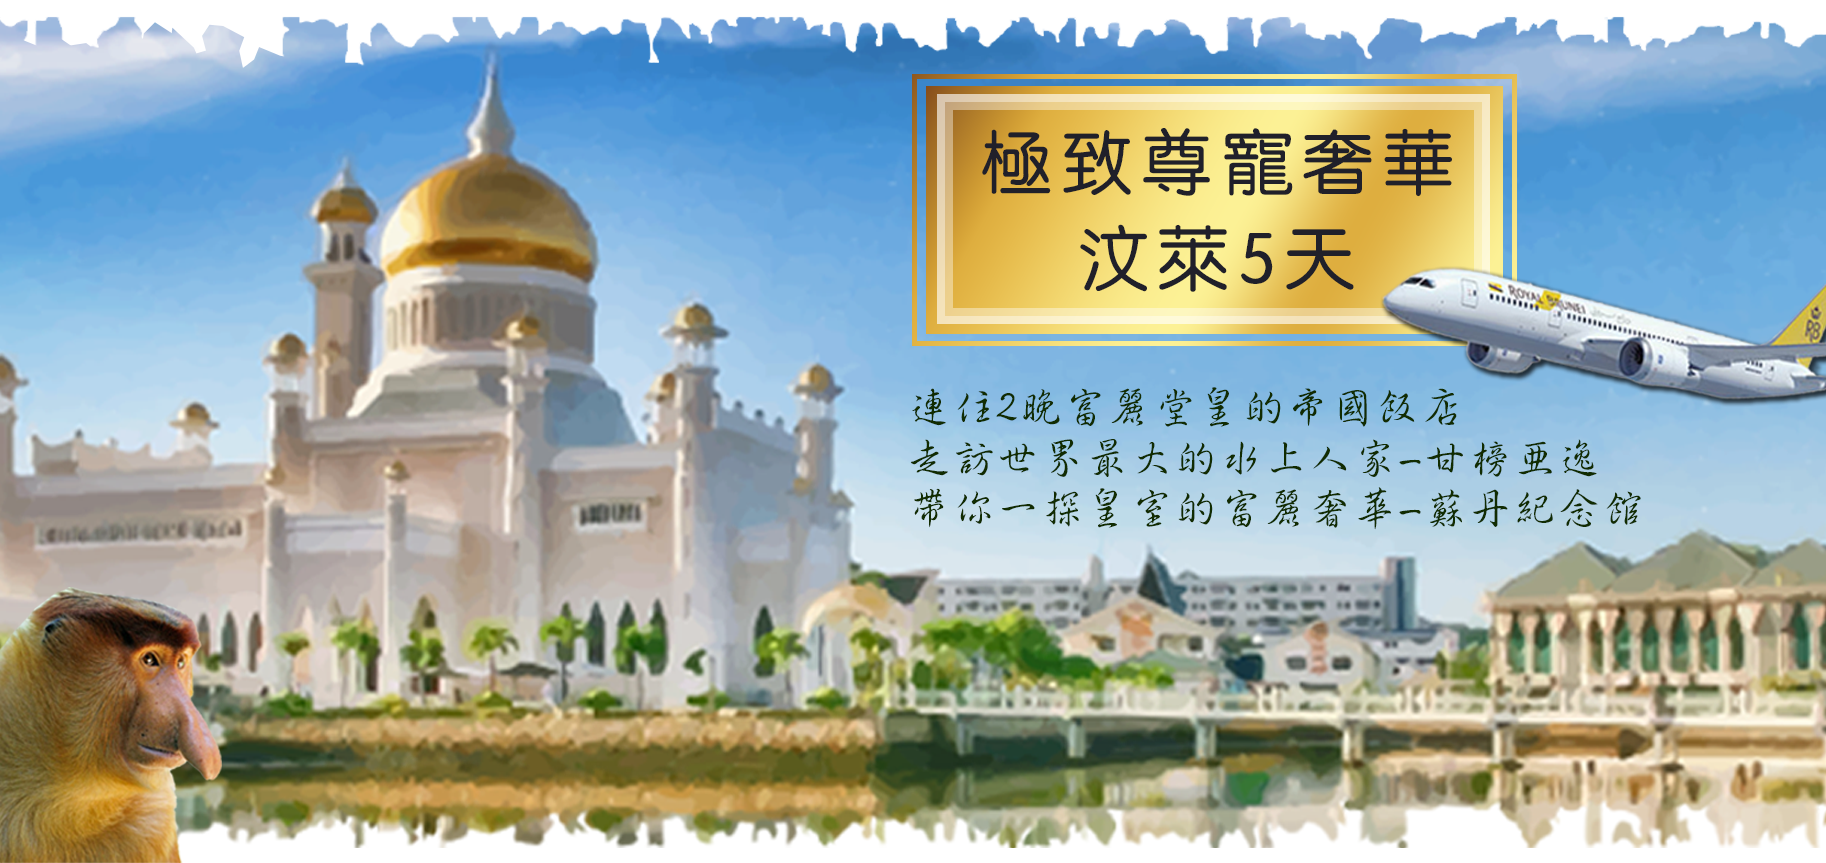 極致尊寵奢華
汶萊5天
ROYAL BRUNEI
RB
連住2晚富麗堂皇的帝國飯店
走訪世界最大的水上人家–甘榜亞逸
帶你一探皇室的富麗奢華–蘇丹紀念館